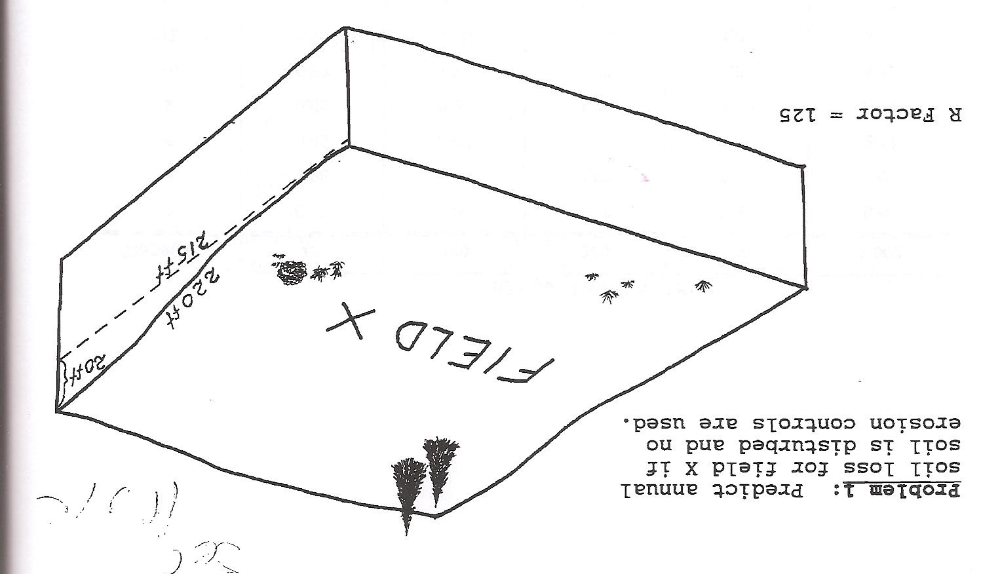 Problem 1: Predict annual
soil loss for field X if
soil is disturbed and no
erosion controls are used.
FIELD X
20ft
220ft
215ft
R Factor = 125